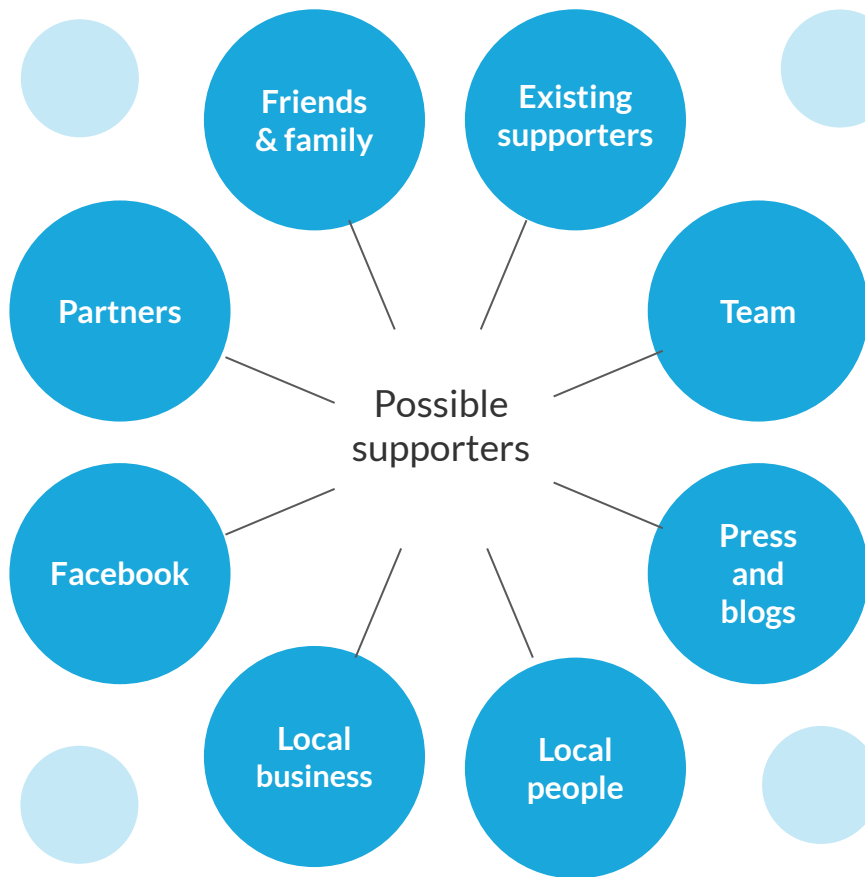 Friends
& family
Existing
supporters
Partners
Team
Possible
supporters
Facebook
Press
and
blogs
Local
business
Local
people